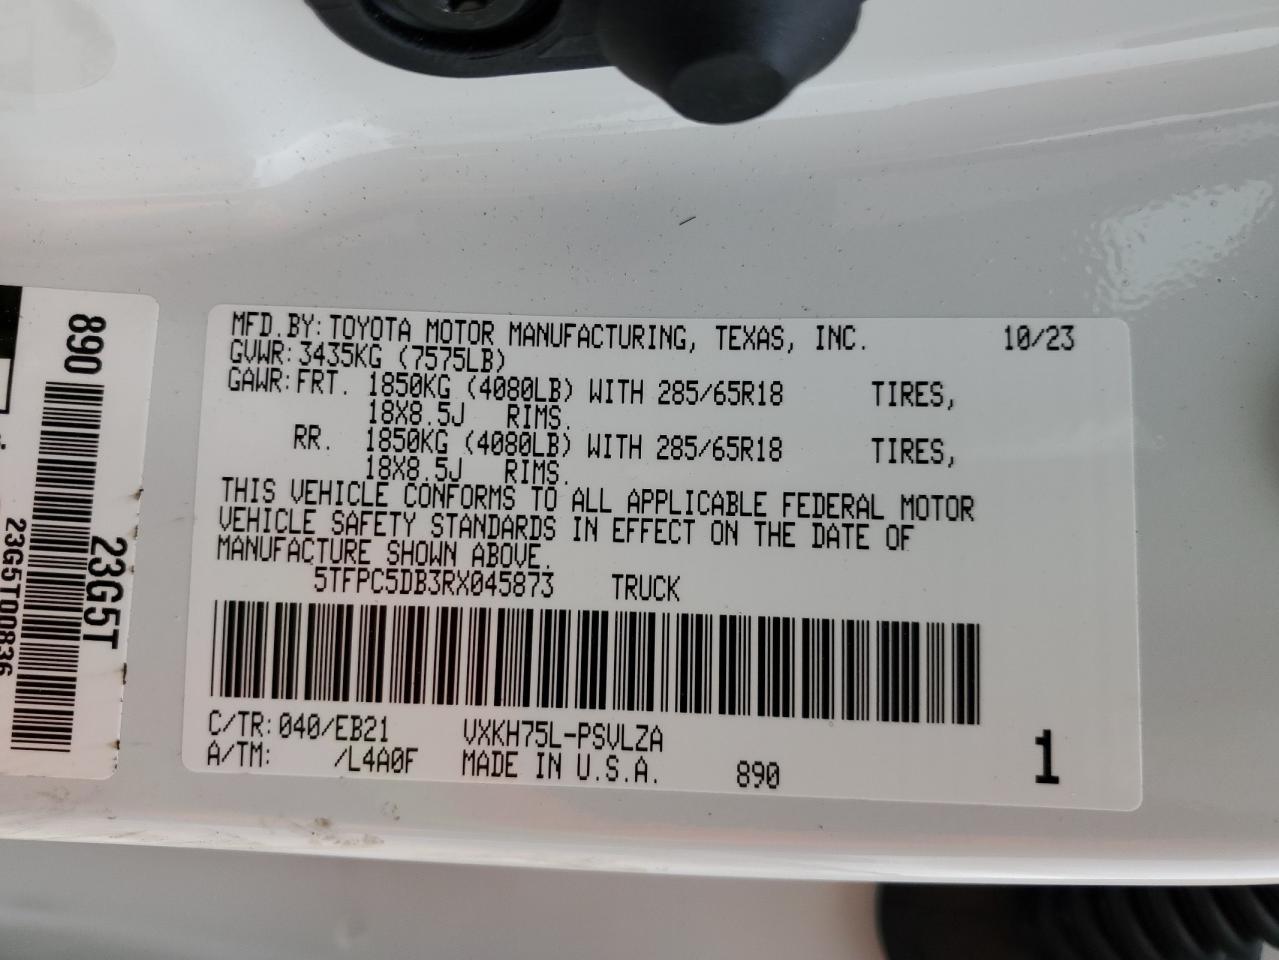 890
23G5T
23G5T00836
MFD.BY:TOYOTA MOTOR MANUFACTURING, TEXAS, INC. 10/23
GVWR:3435KG (7575LB)
GAWR:FRT. 1850KG (4080LB) WITH 285/65R18 TIRES,
18X8.5J RIMS.
RR. 1850KG (4080LB) WITH 285/65R18 TIRES,
18X8.5J RIMS.
THIS VEHICLE CONFORMS TO ALL APPLICABLE FEDERAL MOTOR
VEHICLE SAFETY STANDARDS IN EFFECT ON THE DATE OF
MANUFACTURE SHOWN ABOVE.
5TFPC5DB3RX045873 TRUCK
C/TR:040/EB21 VXKH75L-PSVLZA
A/TM: /L4A0F MADE IN U.S.A. 890 1